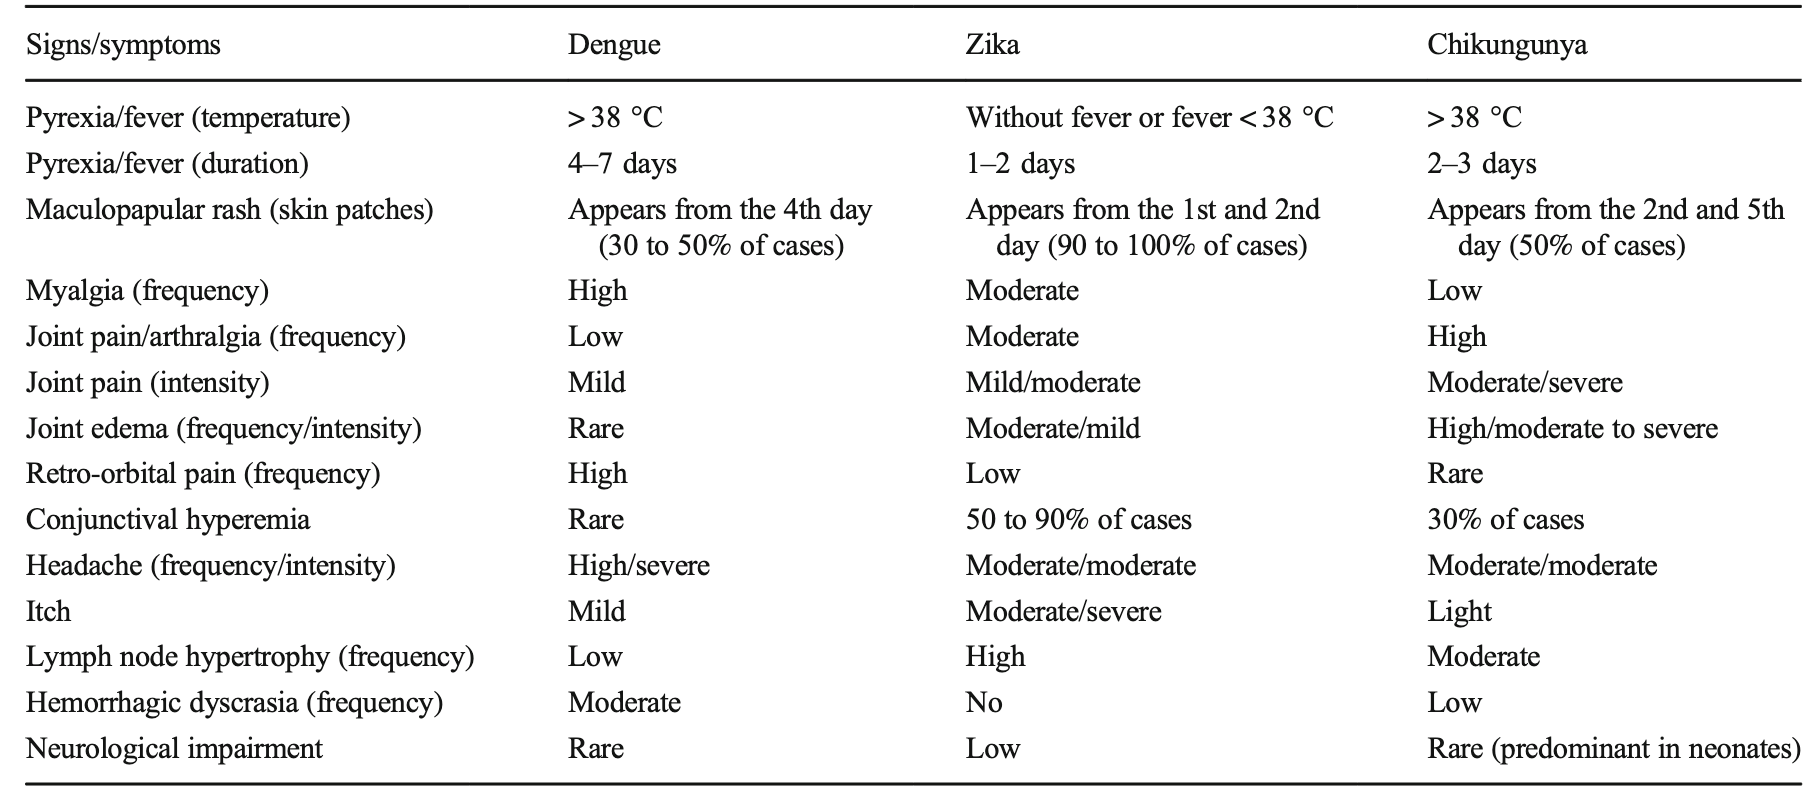 Signs/symptoms Dengue Zika Chikungunya
Pyrexia/fever (temperature) > 38 °C Without fever or fever < 38 °C > 38 °C
Pyrexia/fever (duration) 4–7 days 1–2 days 2–3 days
Maculopapular rash (skin patches) Appears from the 4th day Appears from the 1st and 2nd Appears from the 2nd and 5th
(30 to 50% of cases) day (90 to 100% of cases) day (50% of cases)
Myalgia (frequency) High Moderate Low
Joint pain/arthralgia (frequency) Low Moderate High
Joint pain (intensity) Mild Mild/moderate Moderate/severe
Joint edema (frequency/intensity) Rare Moderate/mild High/moderate to severe
Retro-orbital pain (frequency) High Low Rare
Conjunctival hyperemia Rare 50 to 90% of cases 30% of cases
Headache (frequency/intensity) High/severe Moderate/moderate Moderate/moderate
Itch Mild Moderate/severe Light
Lymph node hypertrophy (frequency) Low High Moderate
Hemorrhagic dyscrasia (frequency) Moderate No Low
Neurological impairment Rare Low Rare (predominant in neonates)